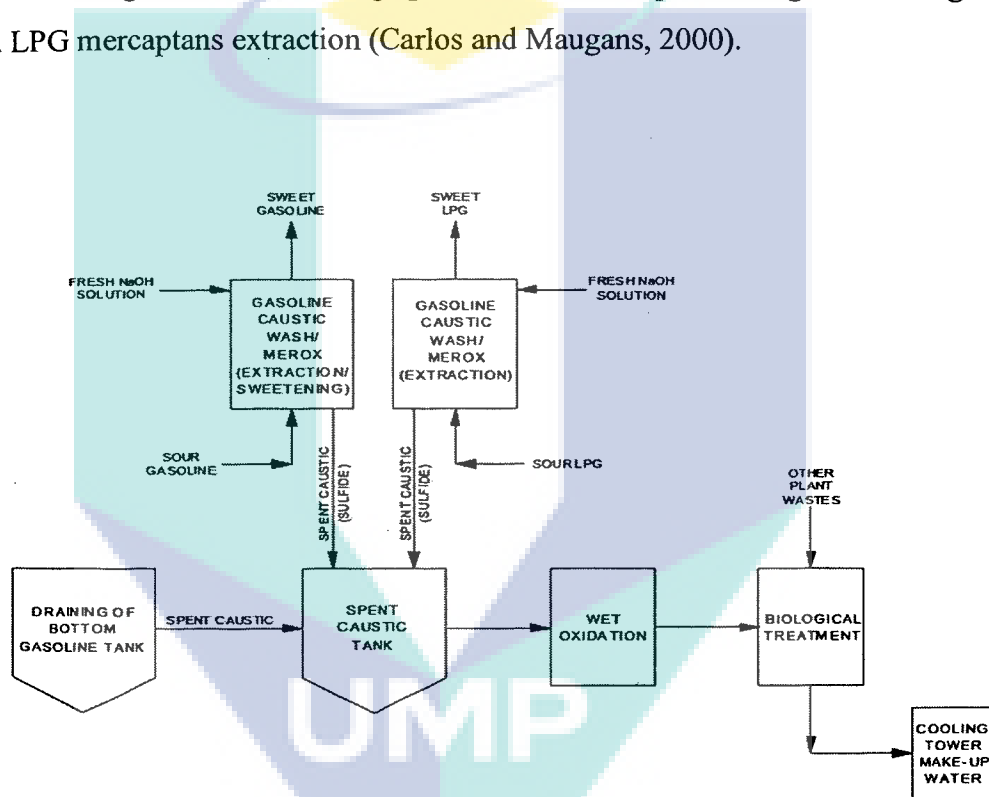 LPG mercaptans extraction (Carlos and Maugans, 2000).
SWEET
GASOLINE
SWEET
LPG
FRESH NaOH
SOLUTION
GASOLINE
CAUSTIC
WASH/
MEROX
(EXTRACTION/
SWEETENING)
GASOLINE
CAUSTIC
WASH/
MEROX
(EXTRACTION)
FRESH NaOH
SOLUTION
SOUR
GASOLINE
SPENT CAUSTIC
(SULFIDE)
SPENT CAUSTIC
(SULFIDE)
SOUR LPG
OTHER
PLANT
WASTES
DRAINING OF
BOTTOM
GASOLINE TANK
SPENT CAUSTIC
SPENT
CAUSTIC
TANK
WET
OXIDATION
BIOLOGICAL
TREATMENT
UMP
COOLING
TOWER
MAKE-UP
WATER